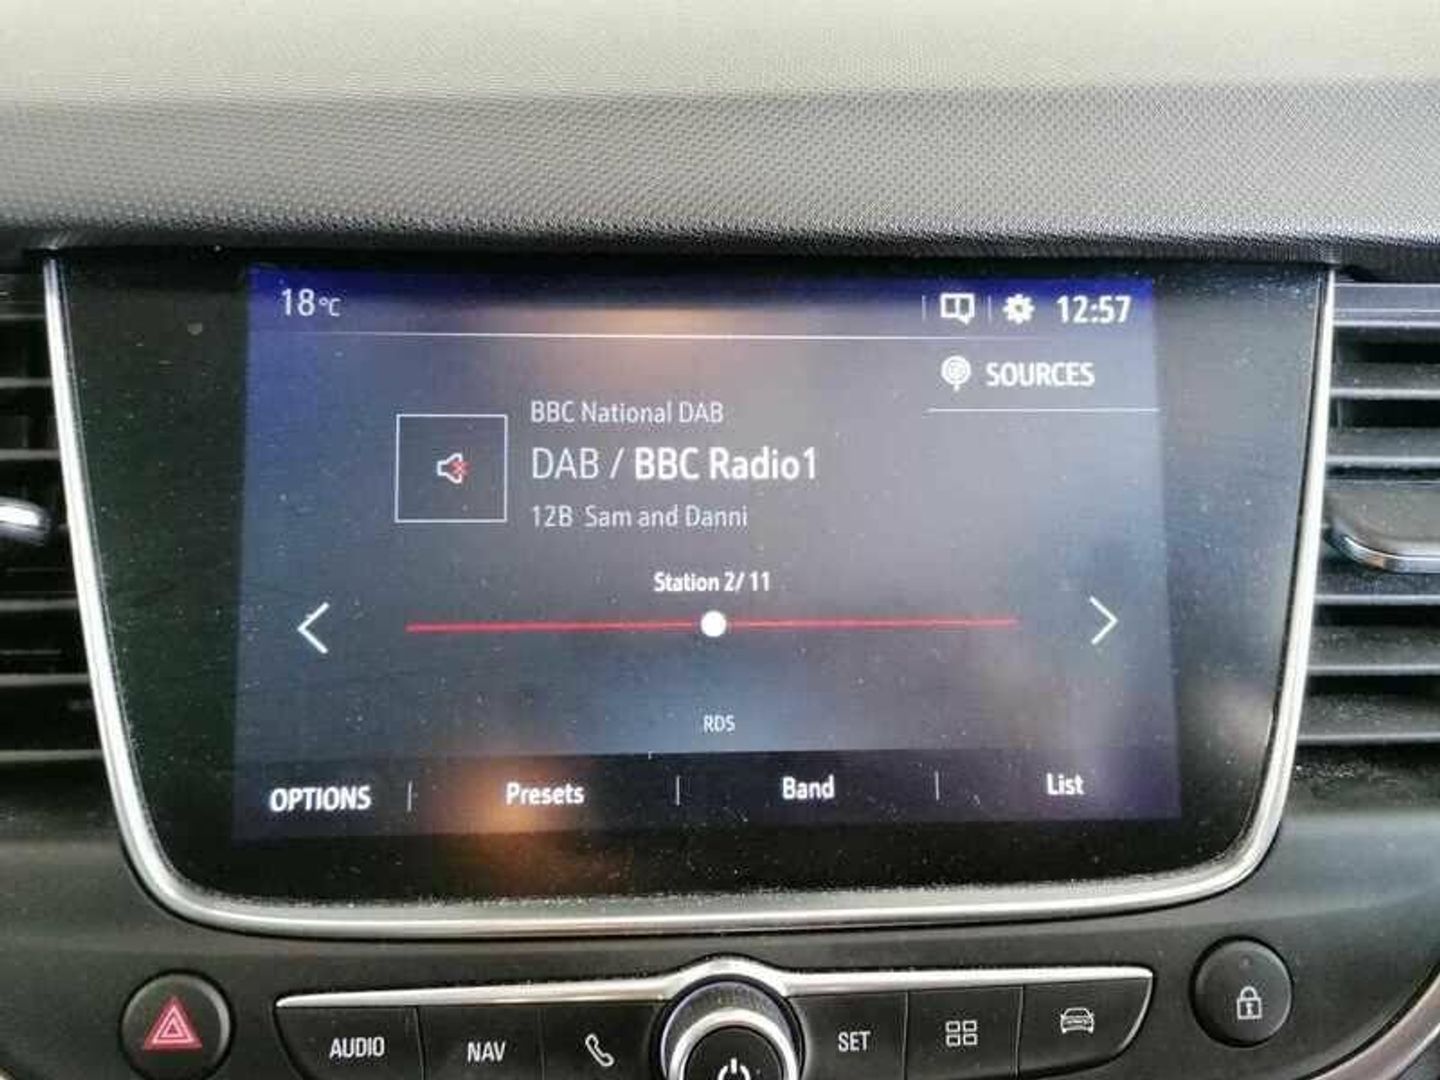 18°C 12:57
SOURCES
BBC National DAB
DAB / BBC Radio1
12B Sam and Danni
Station 2/11
RDS
OPTIONS Presets Band List
AUDIO NAV SET